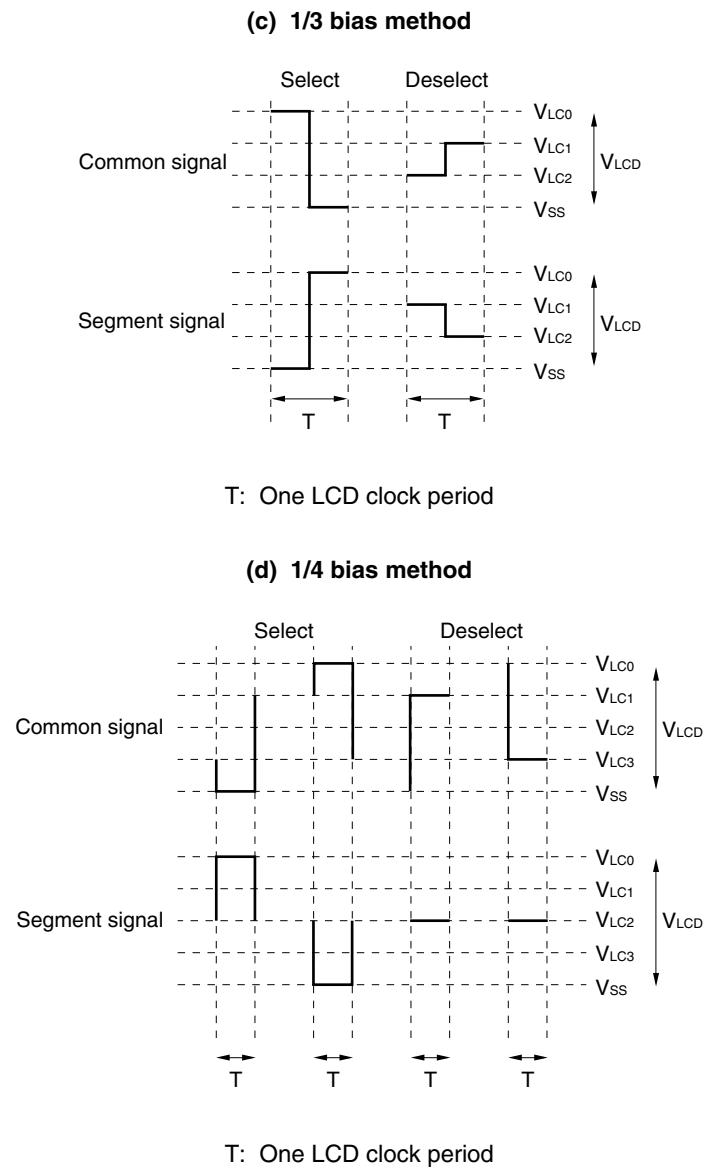 (c) 1/3 bias method
Select Deselect
VLC0
VLC1
Common signal VLCD
VLC2
VSS
VLC0
VLC1
Segment signal VLCD
VLC2
VSS
T T
T: One LCD clock period
(d) 1/4 bias method
Select Deselect
VLC0
VLC1
Common signal VLC2 VLCD
VLC3
VSS
VLC0
VLC1
Segment signal VLC2 VLCD
VLC3
VSS
T T T T
T: One LCD clock period